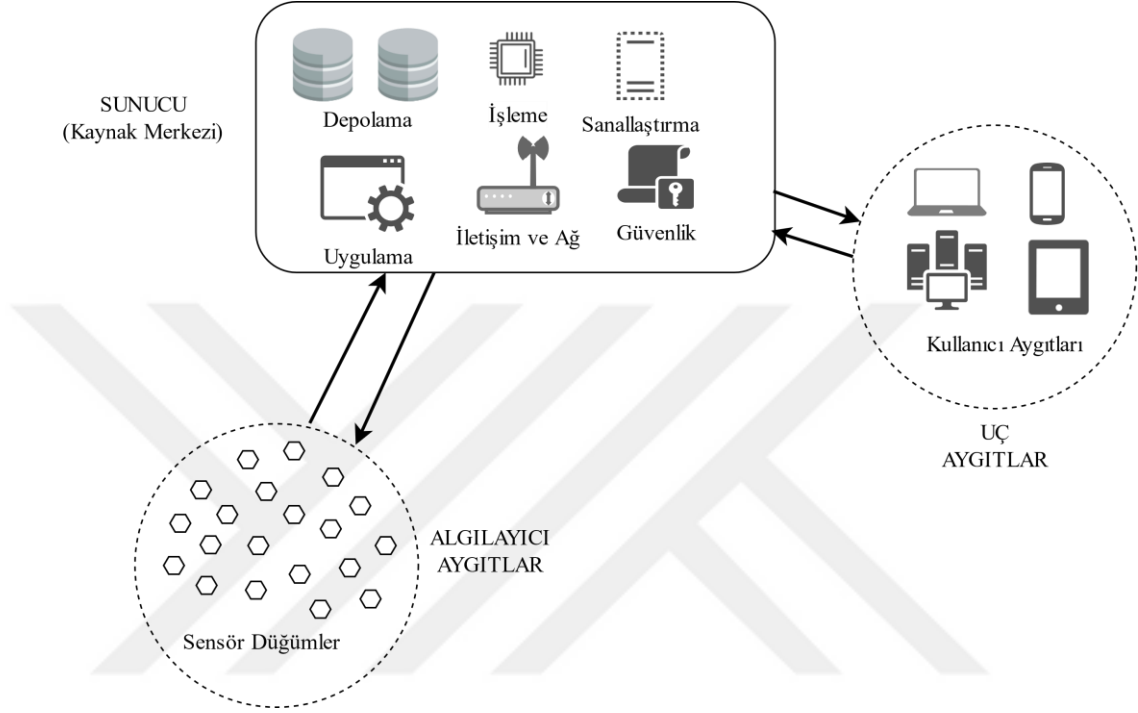 SUNUCU
(Kaynak Merkezi)
Depolama
İşleme
Sanallaştırma
Uygulama
İletişim ve Ağ
Güvenlik
Kullanıcı Aygıtları
UÇ
AYGITLAR
ALGILAYICI
AYGITLAR
Sensör Düğümler